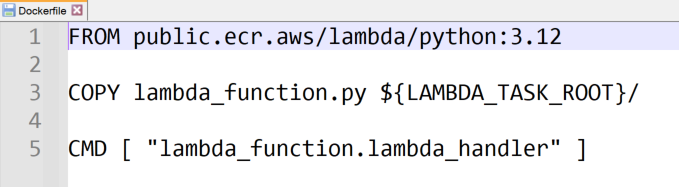 Dockerfile
1 FROM public.ecr.aws/lambda/python:3.12
2
3 COPY lambda_function.py ${LAMBDA_TASK_ROOT}/
4
5 CMD [ "lambda_function.lambda_handler" ]